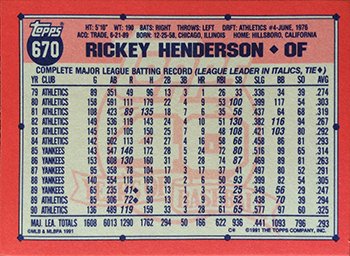 Topps
670
HT: 5'10" WT: 190 BATS: RIGHT THROWS: LEFT DRAFT: ATHLETICS #4-JUNE, 1976
ACQ: TRADE, 6-21-89 BORN: 12-25-58, CHICAGO, ILLINOIS HOME: HILLSBORO, CALIFORNIA
RICKEY HENDERSON ◆ OF
COMPLETE MAJOR LEAGUE BATTING RECORD (LEAGUE LEADER IN ITALICS, TIE ◆)
YR CLUB G AB R H 2B 3B HR RBI SB SLG BB SO AVG
79 ATHLETICS 89 351 49 96 13 3 1 26 33 .336 34 39 .274
80 ATHLETICS 158 591 111 179 22 4 9 53 100 .399 117 54 .303
81 ATHLETICS 108 423 89 135 18 7 6 35 56 .437 64 68 .319
82 ATHLETICS 149 536 119 143 24 4 10 51 130 .382 116 94 .267
83 ATHLETICS 145 513 105 150 25 7 9 48 108 .421 103 80 .292
84 ATHLETICS 142 502 113 147 27 4 16 58 66 .458 86 81 .293
85 YANKEES 143 547 146 172 28 5 24 72 80 .516 99 65 .314
86 YANKEES 153 608 130 160 31 5 28 74 87 .469 89 81 .263
87 YANKEES 95 358 78 104 17 3 17 37 41 .497 80 52 .291
88 YANKEES 140 554 118 169 30 2 6 50 93 .399 82 54 .305
89 YANKEES 65 235 41◆ 58 13 1 3 22 25 .349 56 29 .247
89 ATHLETICS 85 306 72◆ 90 13 2 9 35 52 .441 70 39 .294
90 ATHLETICS 136 489 119 159 33 3 28 61 65 .577 97 60 .325
MAJ. LEA. TOTALS 1608 6013 1290 1762 294 50 166 622 936 .441 1093 796 .293
©MLB & MLBPA 1991 C* ©1991 THE TOPPS COMPANY, INC.